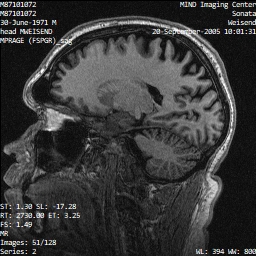 M87101072
M87101072
30-June-1971 M
head MWEISEND
MPRAGE (FSPGR)_sag
MIND Imaging Center
Sonata
Weisend
20-September-2005 10:01:31
ST: 1.30 SL: -17.28
RT: 2730.00 ET: 3.25
FS: 1.49
MR
Images: 51/128
Series: 2
WL: 394 WW: 800